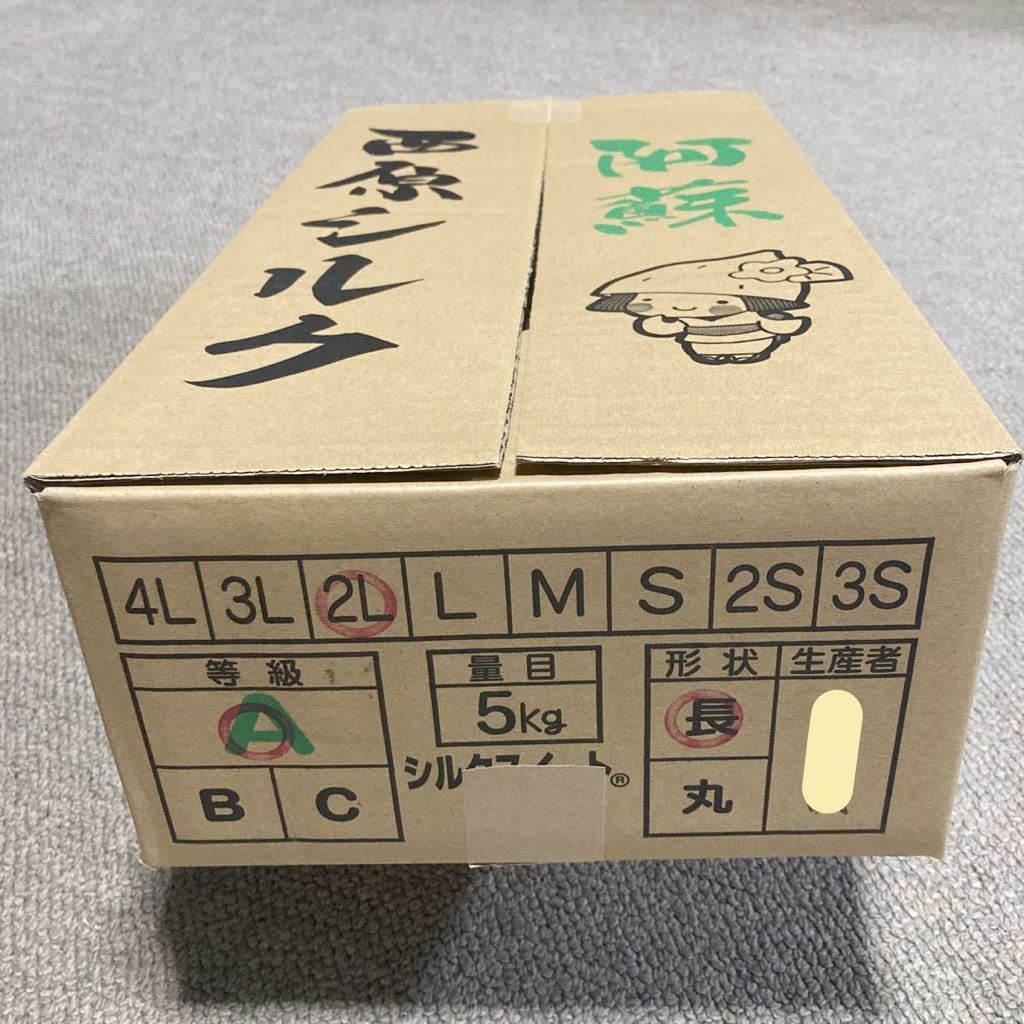 阿蘇
西原シルク
4L 3L 2L L M S 2S 3S
等級
A
B C
量目
5kg
シルクスイート®
形状 生産者
長
丸